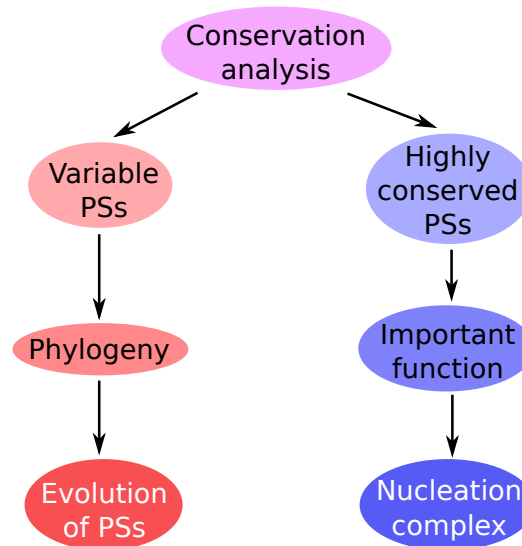 Conservation
analysis
Variable
PSs
Highly
conserved
PSs
Phylogeny
Important
function
Evolution
of PSs
Nucleation
complex